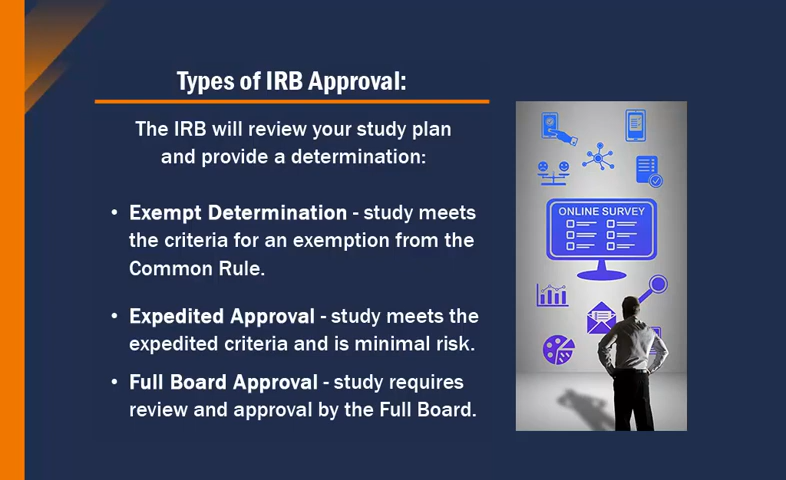 Types of IRB Approval:
The IRB will review your study plan
and provide a determination:
• Exempt Determination - study meets
the criteria for an exemption from the
Common Rule.
• Expedited Approval - study meets the
expedited criteria and is minimal risk.
• Full Board Approval - study requires
review and approval by the Full Board.
ONLINE SURVEY